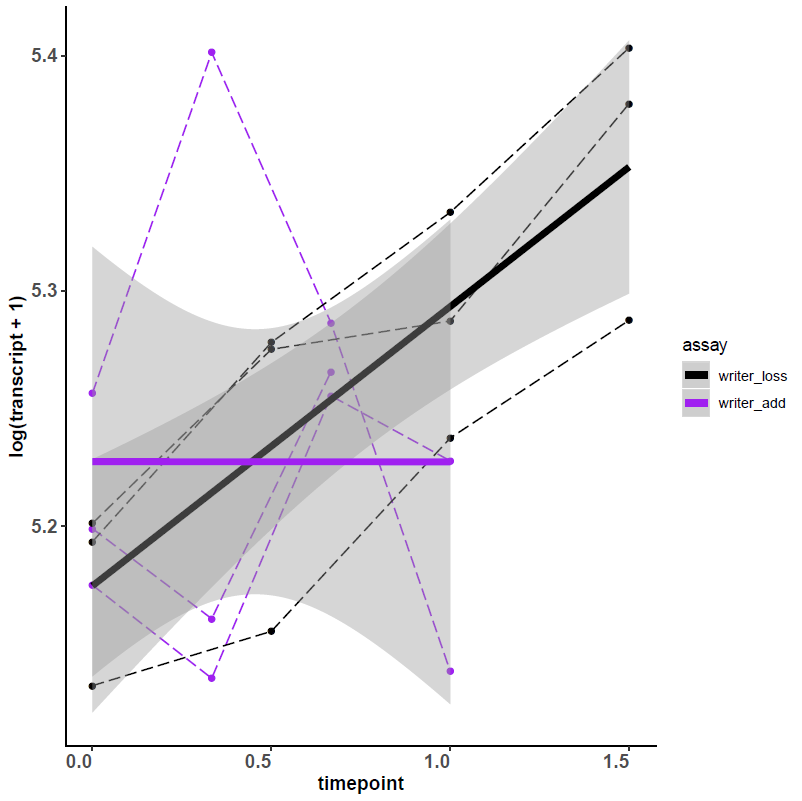 5.4
5.3
5.2
log(transcript + 1)
0.0 0.5 1.0 1.5
timepoint
assay
writer_loss
writer_add